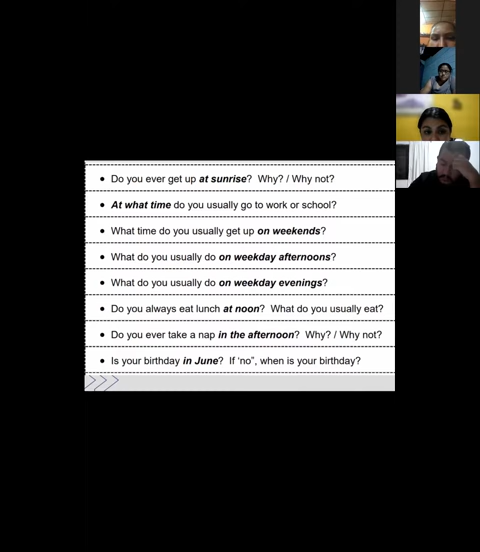 • Do you ever get up at sunrise? Why? / Why not?
• At what time do you usually go to work or school?
• What time do you usually get up on weekends?
• What do you usually do on weekday afternoons?
• What do you usually do on weekday evenings?
• Do you always eat lunch at noon? What do you usually eat?
• Do you ever take a nap in the afternoon? Why? / Why not?
• Is your birthday in June? If ‘no”, when is your birthday?